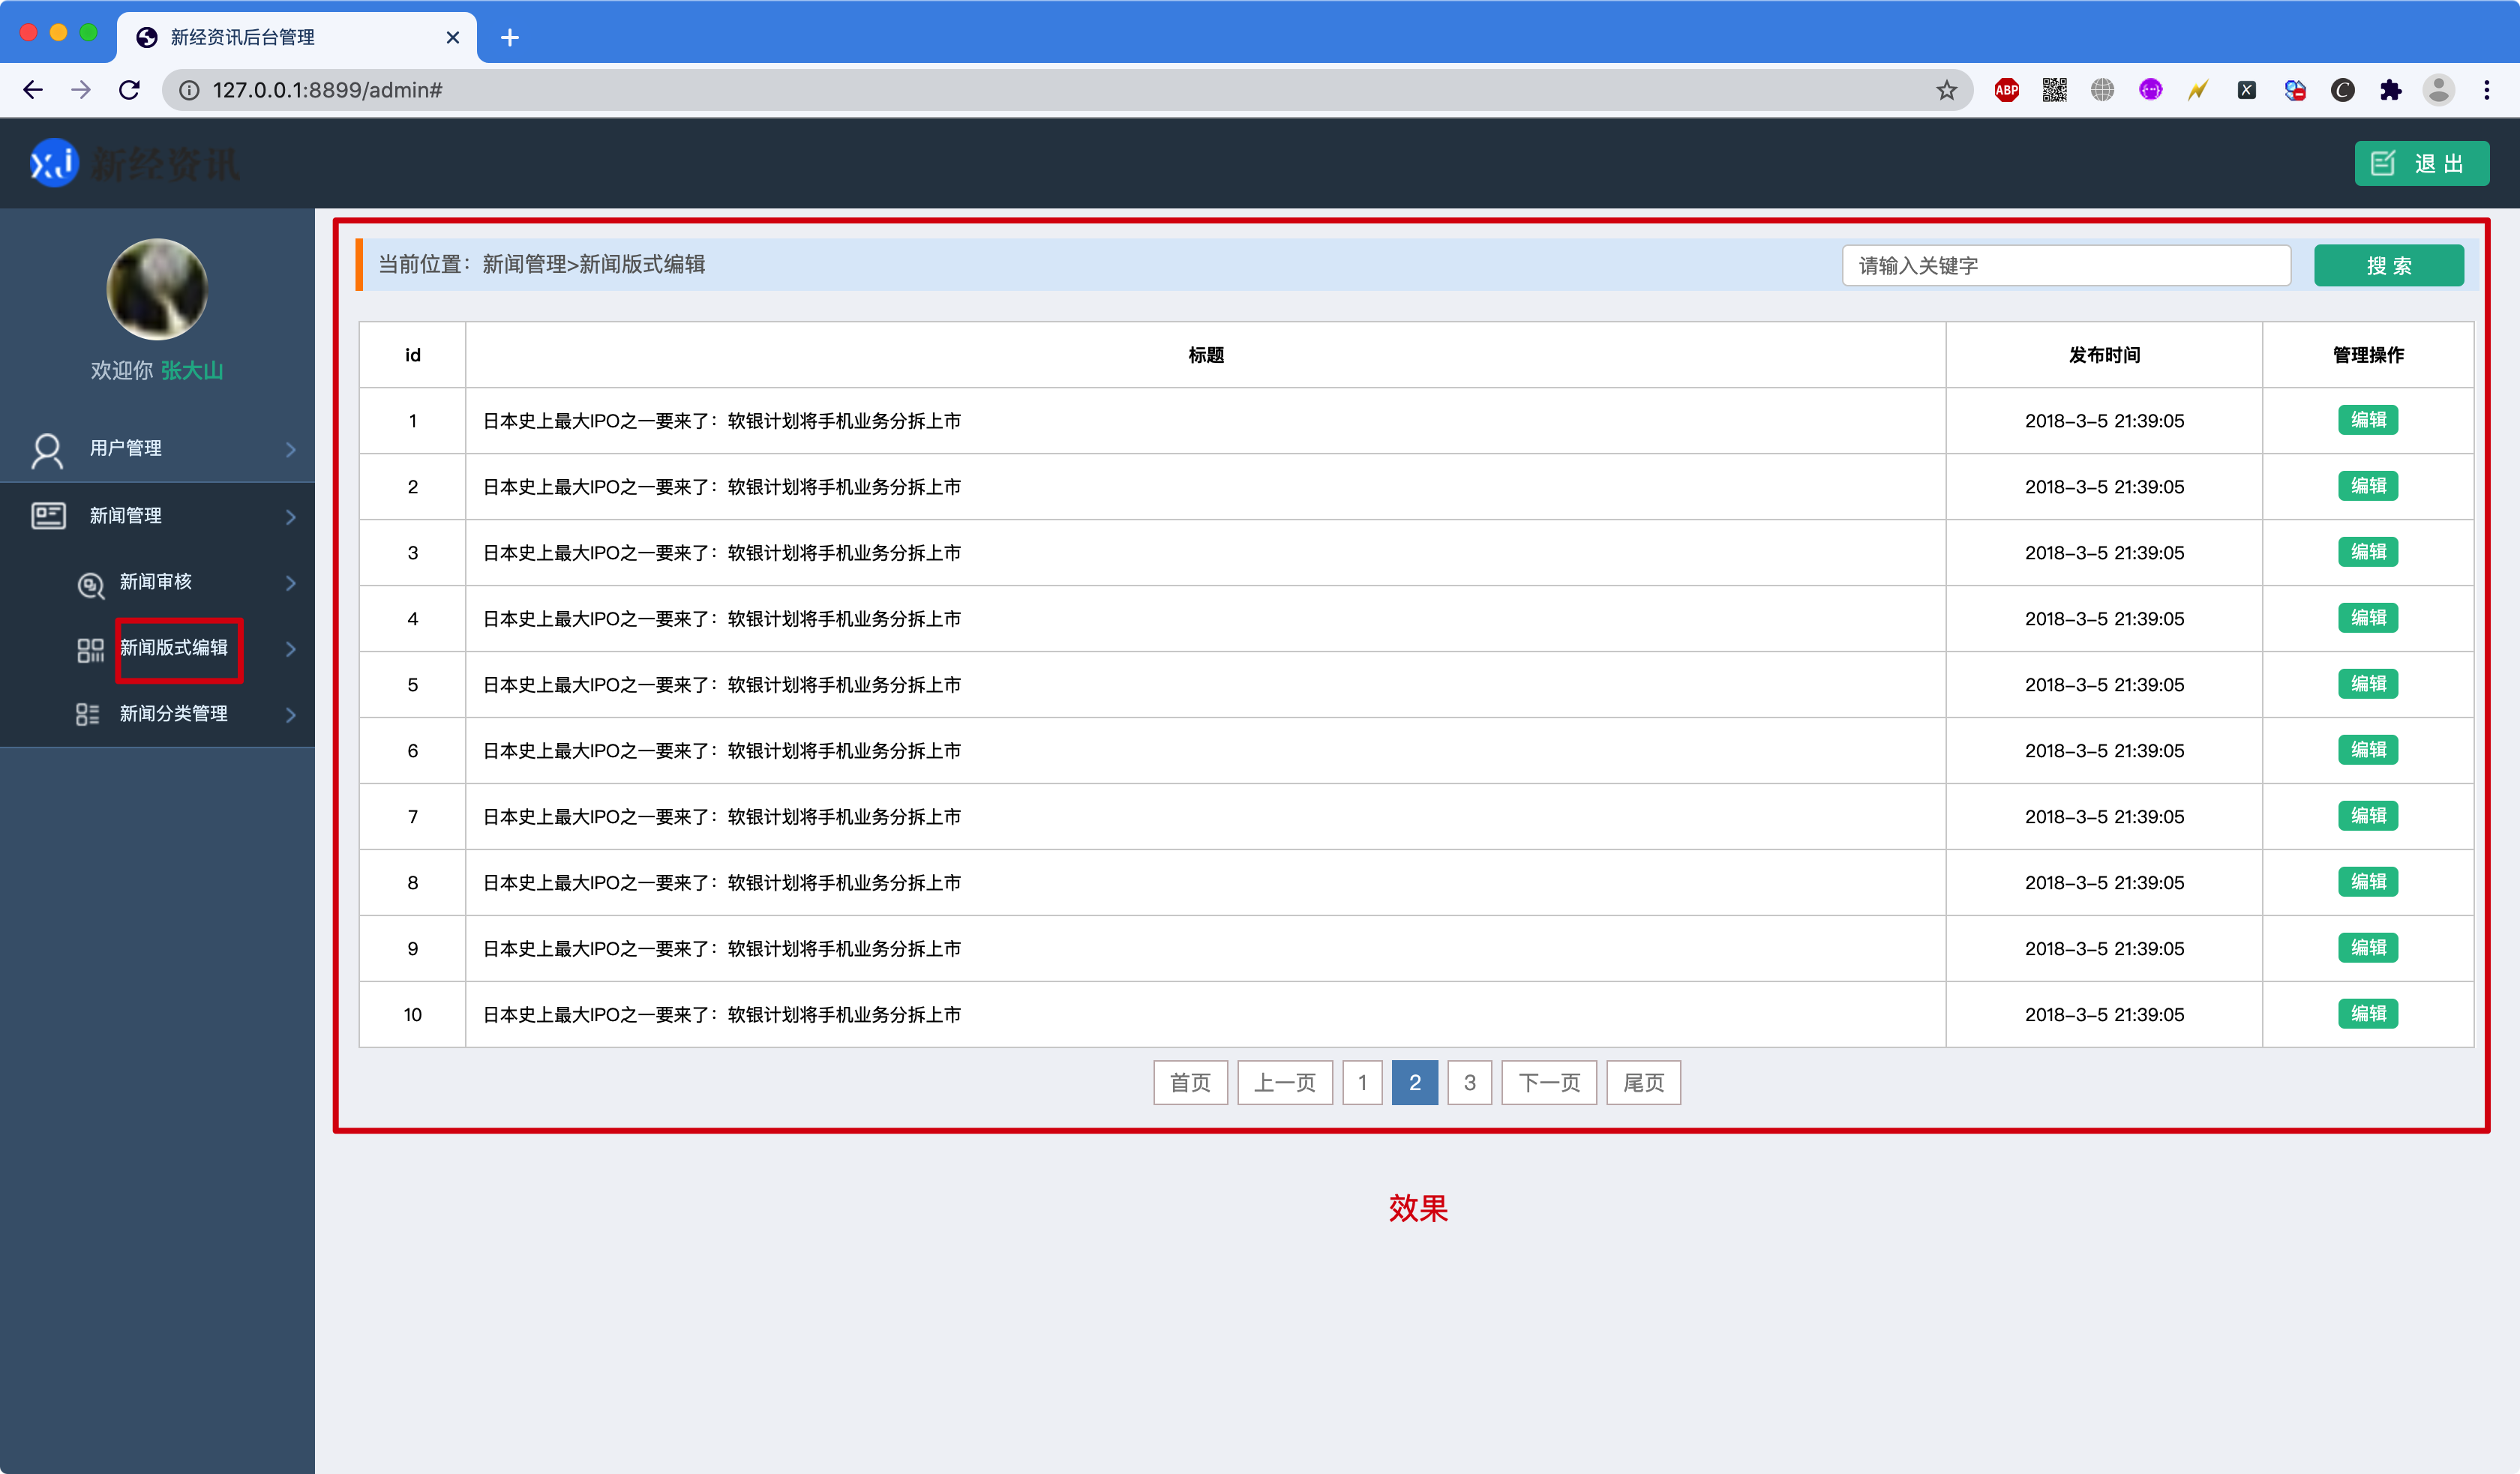 新经资讯后台管理
127.0.0.1:8899/admin#
ABP
新经资讯
退 出
欢迎你 张大山
用户管理
新闻管理
新闻审核
新闻版式编辑
新闻分类管理
当前位置：新闻管理>新闻版式编辑
请输入关键字
搜 索
id 标题 发布时间 管理操作
1 日本史上最大IPO之一要来了：软银计划将手机业务分拆上市 2018-3-5 21:39:05 编辑
2 日本史上最大IPO之一要来了：软银计划将手机业务分拆上市 2018-3-5 21:39:05 编辑
3 日本史上最大IPO之一要来了：软银计划将手机业务分拆上市 2018-3-5 21:39:05 编辑
4 日本史上最大IPO之一要来了：软银计划将手机业务分拆上市 2018-3-5 21:39:05 编辑
5 日本史上最大IPO之一要来了：软银计划将手机业务分拆上市 2018-3-5 21:39:05 编辑
6 日本史上最大IPO之一要来了：软银计划将手机业务分拆上市 2018-3-5 21:39:05 编辑
7 日本史上最大IPO之一要来了：软银计划将手机业务分拆上市 2018-3-5 21:39:05 编辑
8 日本史上最大IPO之一要来了：软银计划将手机业务分拆上市 2018-3-5 21:39:05 编辑
9 日本史上最大IPO之一要来了：软银计划将手机业务分拆上市 2018-3-5 21:39:05 编辑
10 日本史上最大IPO之一要来了：软银计划将手机业务分拆上市 2018-3-5 21:39:05 编辑
首页 上一页 1 2 3 下一页 尾页
效果